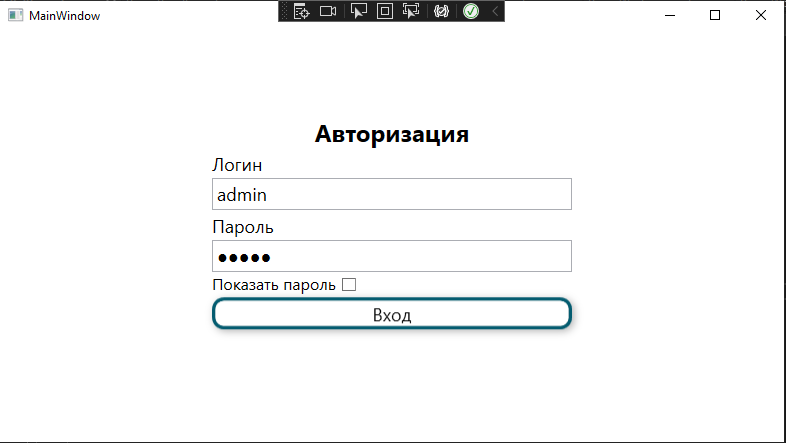 MainWindow
Авторизация
Логин
admin
Пароль
●●●●●
Показать пароль
Вход